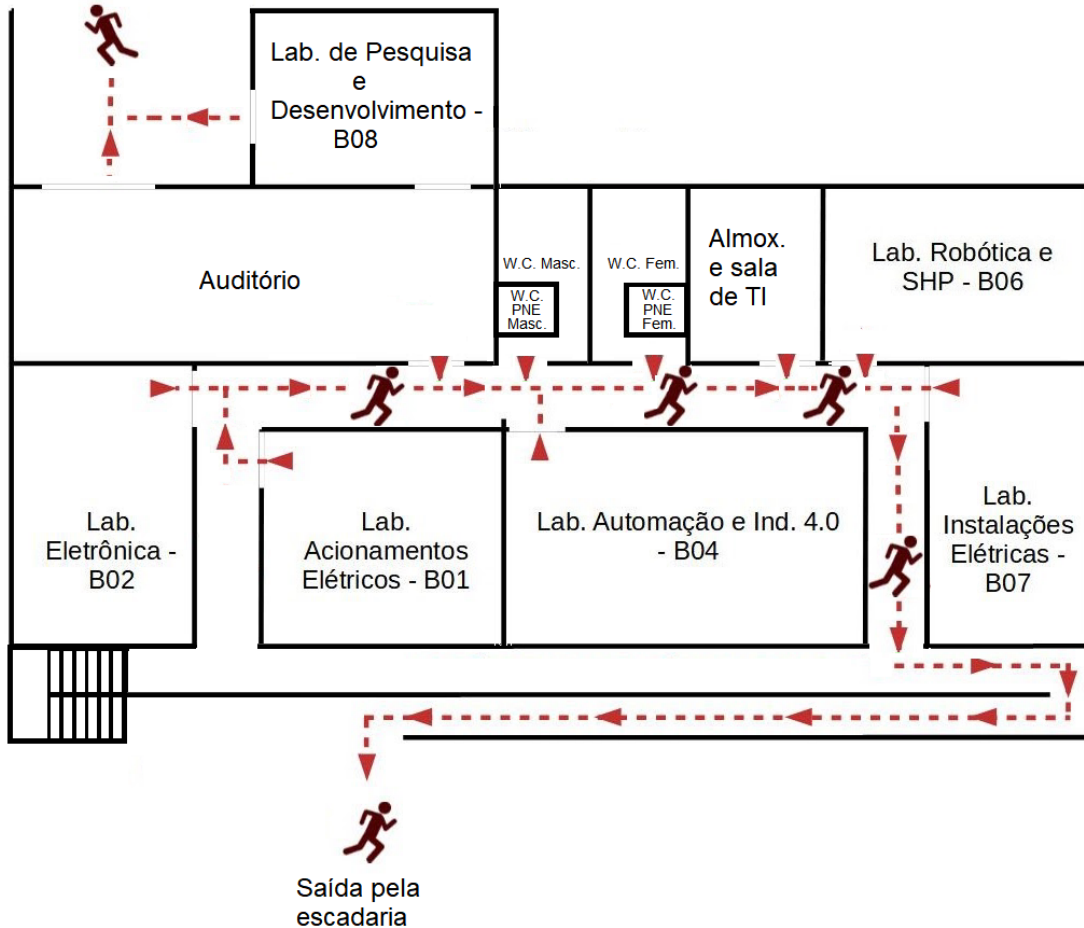 Lab. de Pesquisa
e
Desenvolvimento -
B08
Auditório
W.C. Masc.
W.C.
PNE
Masc.
W.C. Fem.
W.C.
PNE
Fem.
Almox.
e sala
de TI
Lab. Robótica e
SHP - B06
Lab.
Eletrônica -
B02
Lab.
Acionamentos
Elétricos - B01
Lab. Automação e Ind. 4.0
- B04
Lab.
Instalações
Elétricas -
B07
Saída pela
escadaria